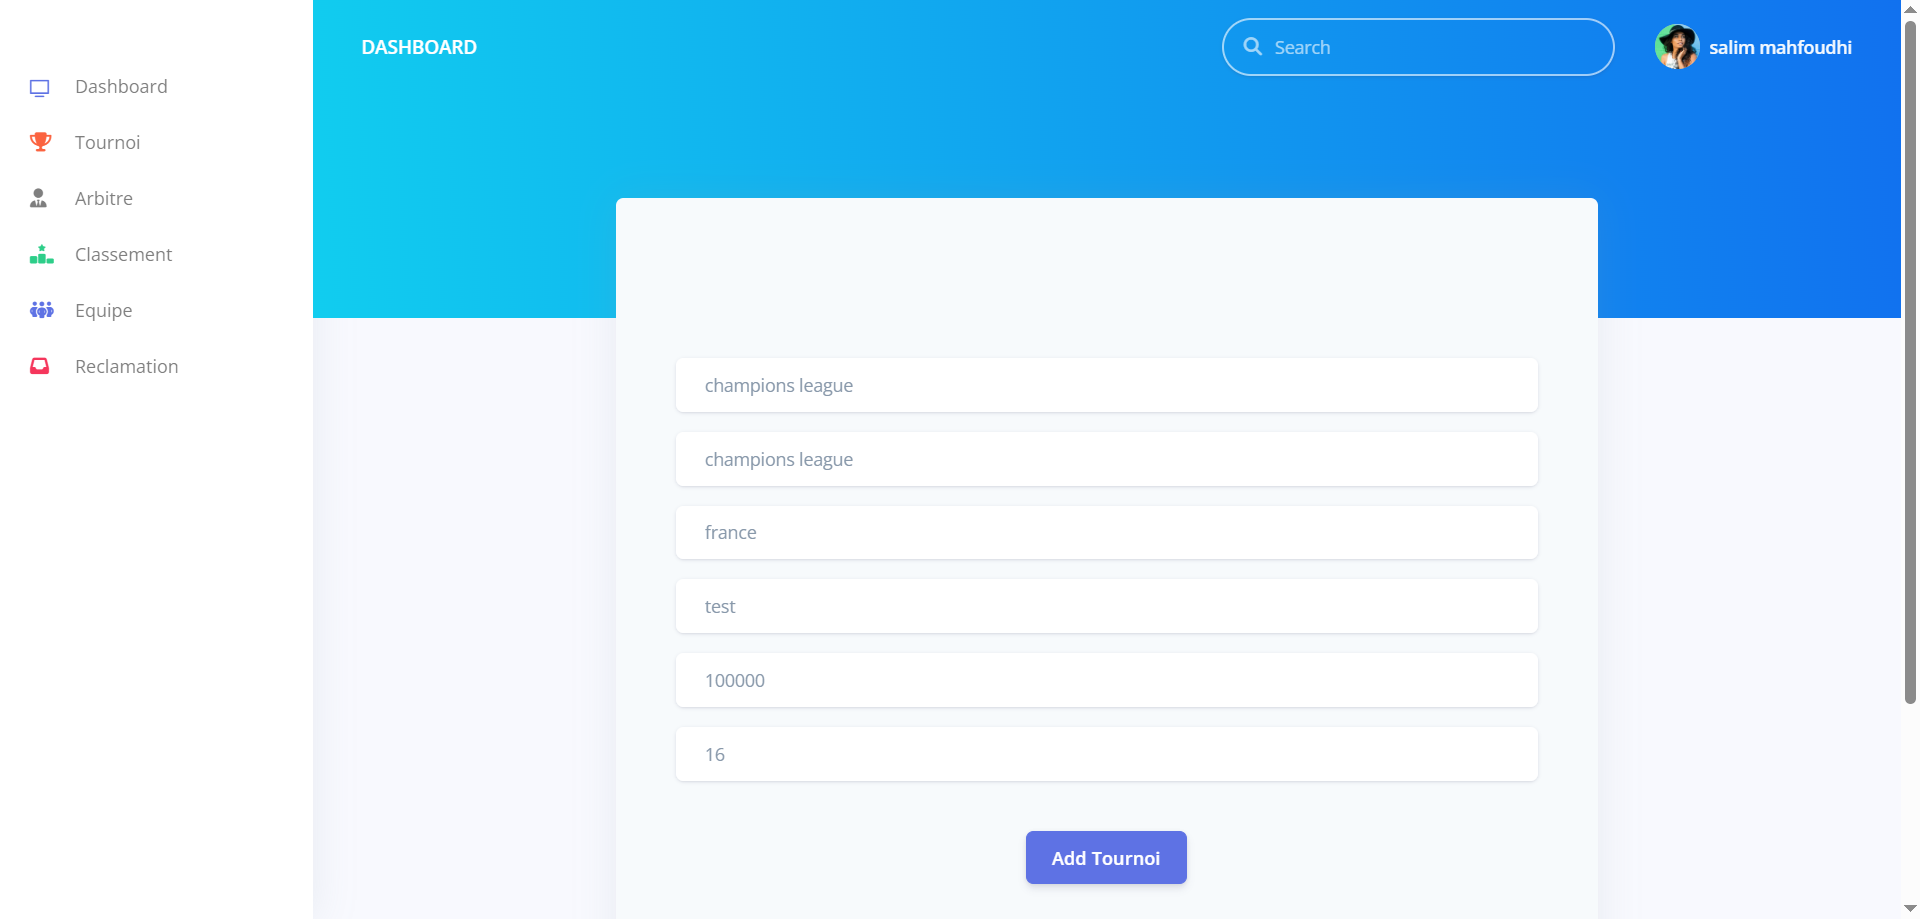 DASHBOARD
Search
salim mahfoudhi
Dashboard
Tournoi
Arbitre
Classement
Equipe
Reclamation
champions league
champions league
france
test
100000
16
Add Tournoi